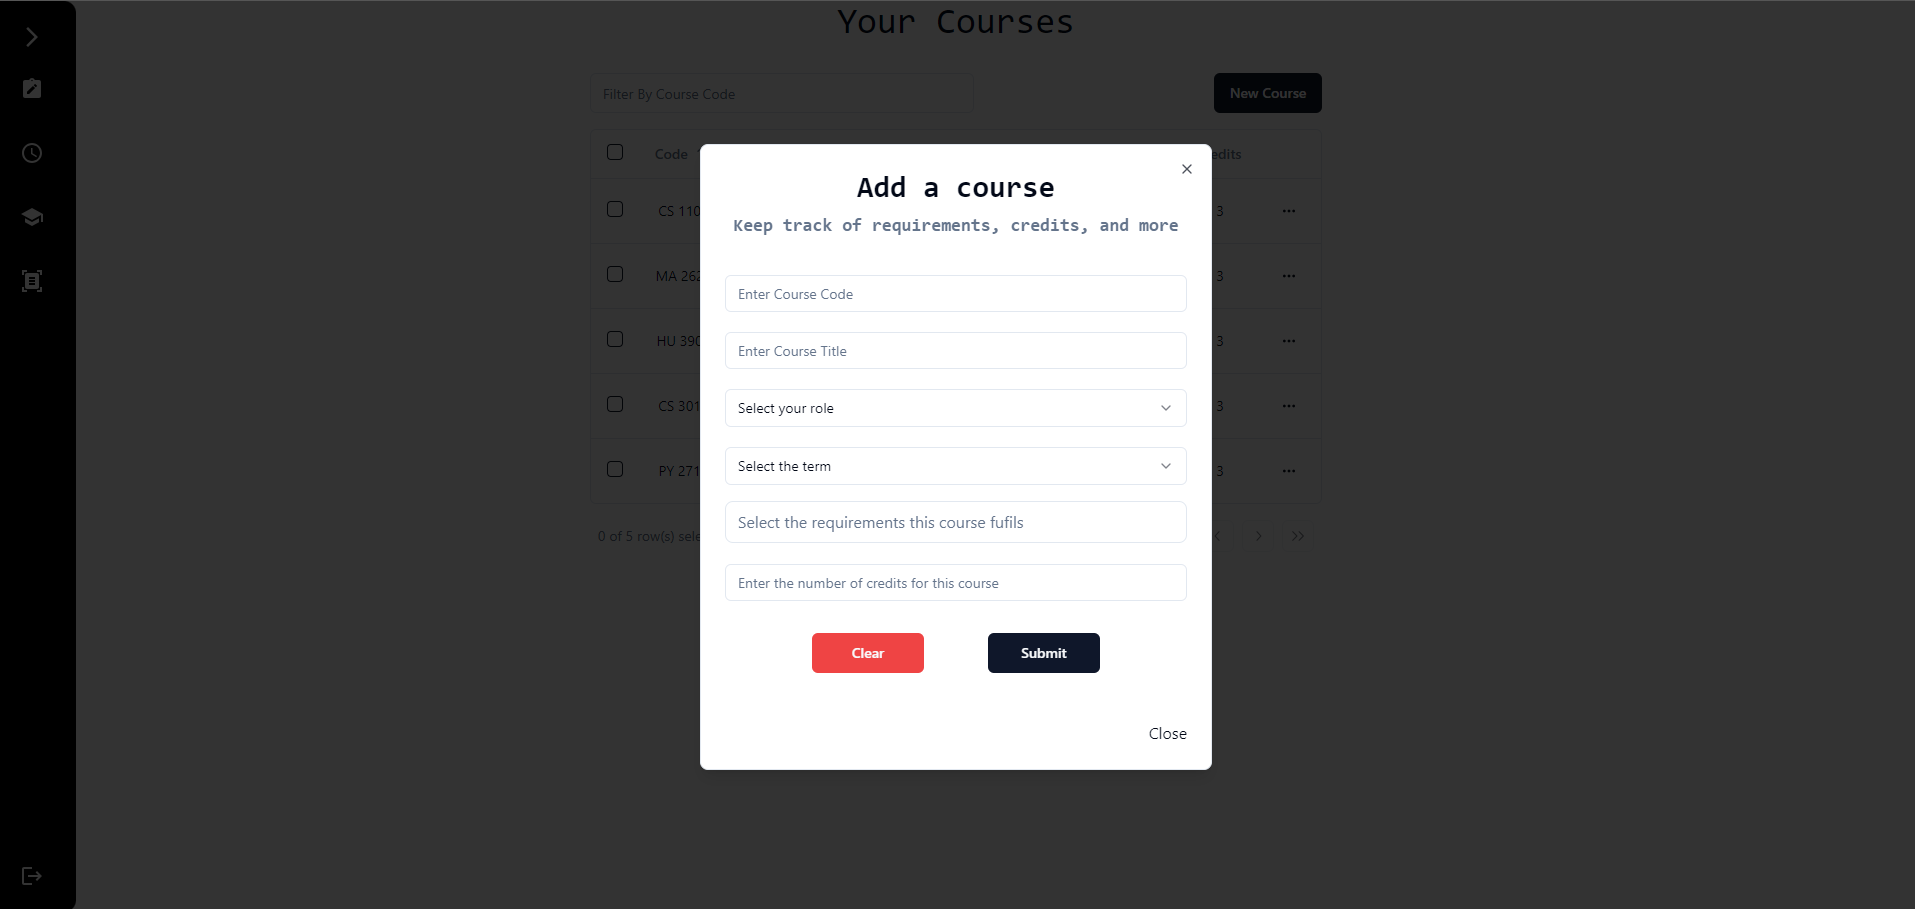 Your Courses
Filter By Course Code
New Course
Code
edits
Add a course
Keep track of requirements, credits, and more
CS 110
3
MA 262
3
HU 390
3
CS 301
3
PY 271
3
0 of 5 row(s) sele
Enter Course Code
Enter Course Title
Select your role
Select the term
Select the requirements this course fufils
Enter the number of credits for this course
Clear
Submit
Close